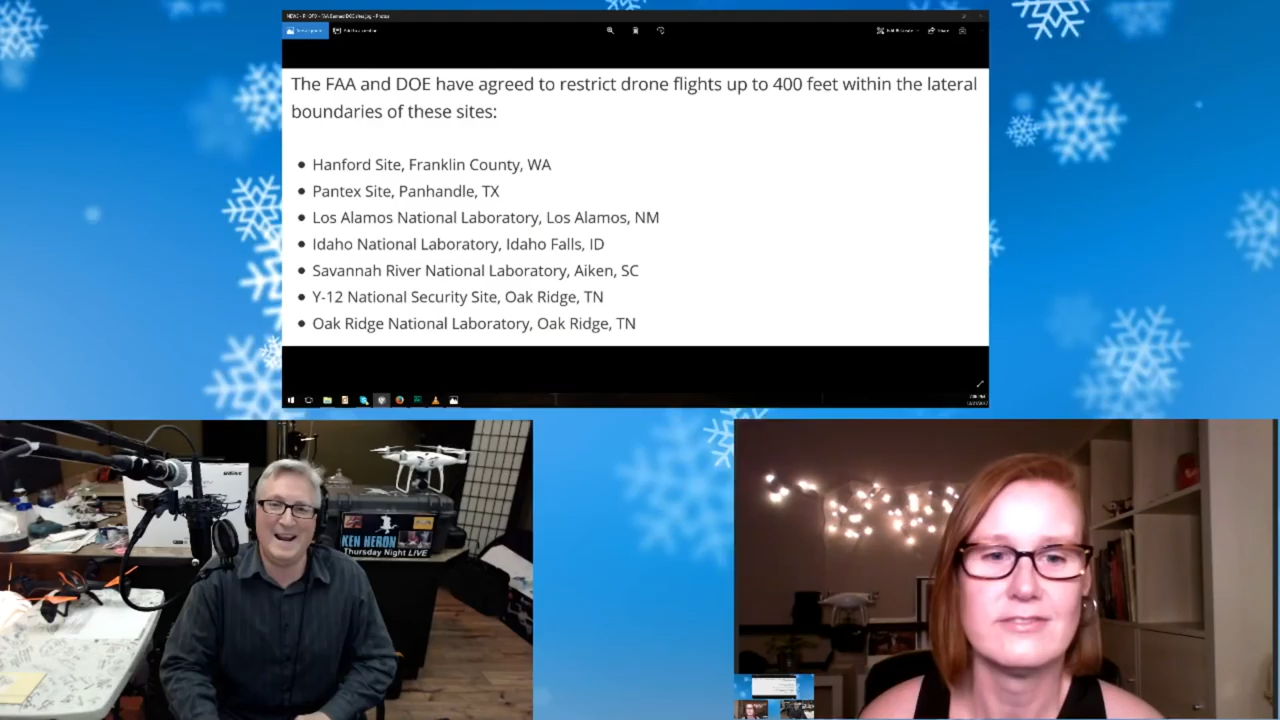 The FAA and DOE have agreed to restrict drone flights up to 400 feet within the lateral
boundaries of these sites:
• Hanford Site, Franklin County, WA
• Pantex Site, Panhandle, TX
• Los Alamos National Laboratory, Los Alamos, NM
• Idaho National Laboratory, Idaho Falls, ID
• Savannah River National Laboratory, Aiken, SC
• Y-12 National Security Site, Oak Ridge, TN
• Oak Ridge National Laboratory, Oak Ridge, TN
KEN HERON
Thursday Night LIVE